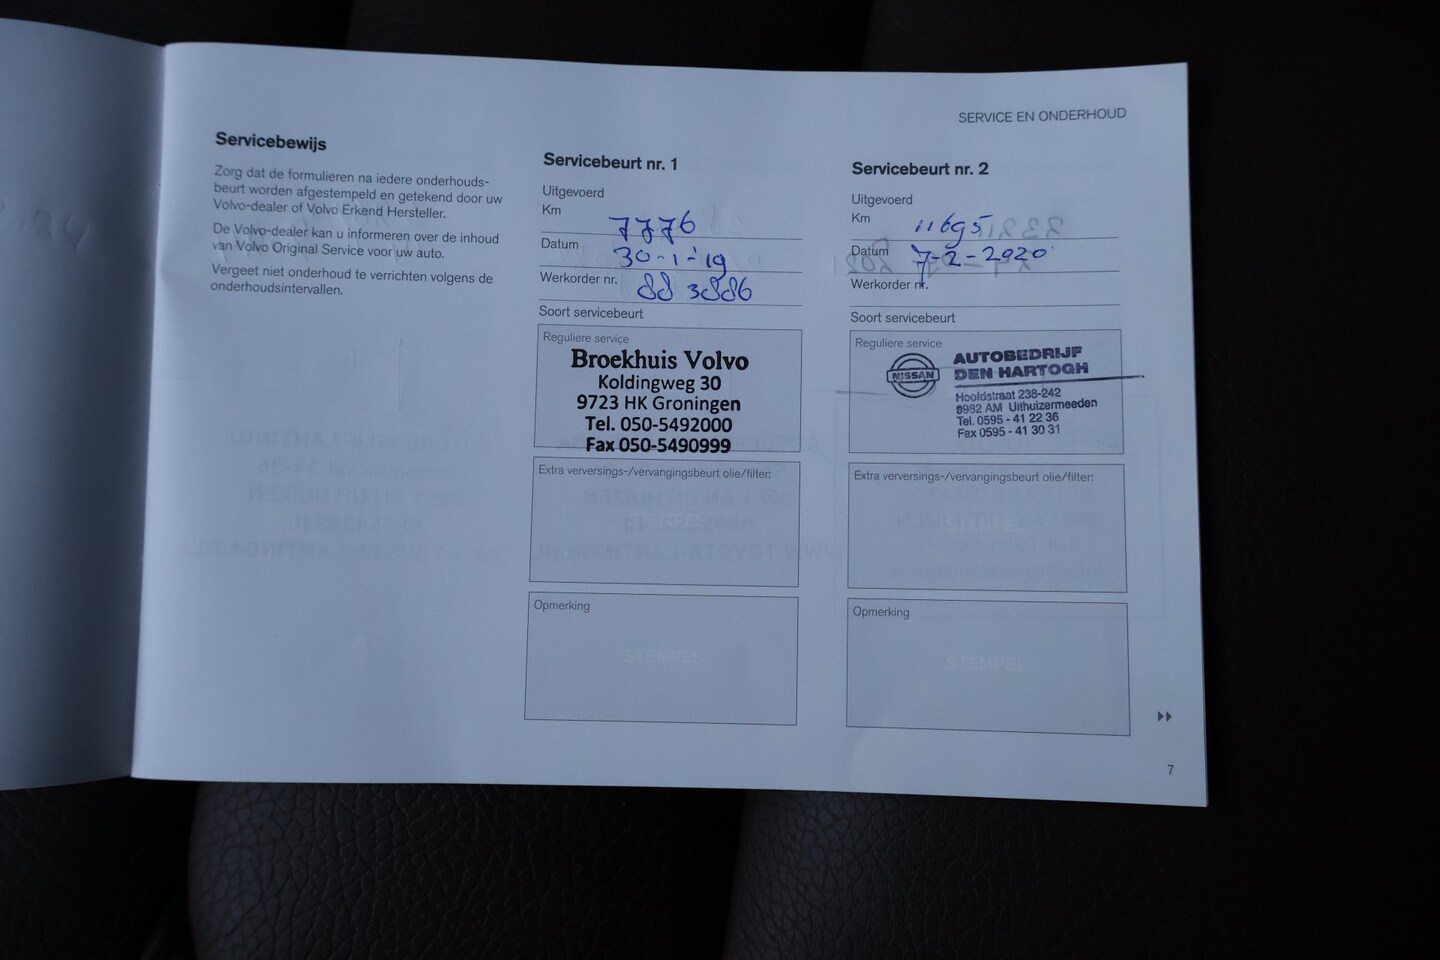 SERVICE EN ONDERHOUD
Servicebewijs
Zorg dat de formulieren na iedere onderhouds-
beurt worden afgestempeld en getekend door uw
Volvo-dealer of Volvo Erkend Hersteller.
De Volvo-dealer kan u informeren over de inhoud
van Volvo Original Service voor uw auto.
Vergeet niet onderhoud te verrichten volgens de
onderhoudsintervallen.
Servicebeurt nr. 1
Uitgevoerd
Km 7776
Datum 30-1-'19
Werkorder nr. 88 3886
Soort servicebeurt
Reguliere service
Broekhuis Volvo
Koldingweg 30
9723 HK Groningen
Tel. 050-5492000
Fax 050-5490999
Extra verversings-/vervangingsbeurt olie/filter:
STEMPEL
Opmerking
STEMPEL
Servicebeurt nr. 2
Uitgevoerd
Km 11695
Datum 7-2-2020
Werkorder nr.
Soort servicebeurt
Reguliere service
NISSAN
AUTOBEDRIJF
DEN HARTOGH
Hooldstraat 238-242
9982 AM Uithuizermeeden
Tel. 0595 - 41 22 36
Fax 0595 - 41 30 31
Extra verversings-/vervangingsbeurt olie/filter:
STEMPEL
Opmerking
STEMPEL
7